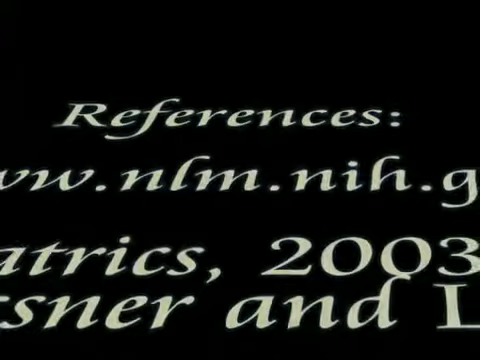 References:
ww.nlm.nih.g
atrics, 2003
sner and L